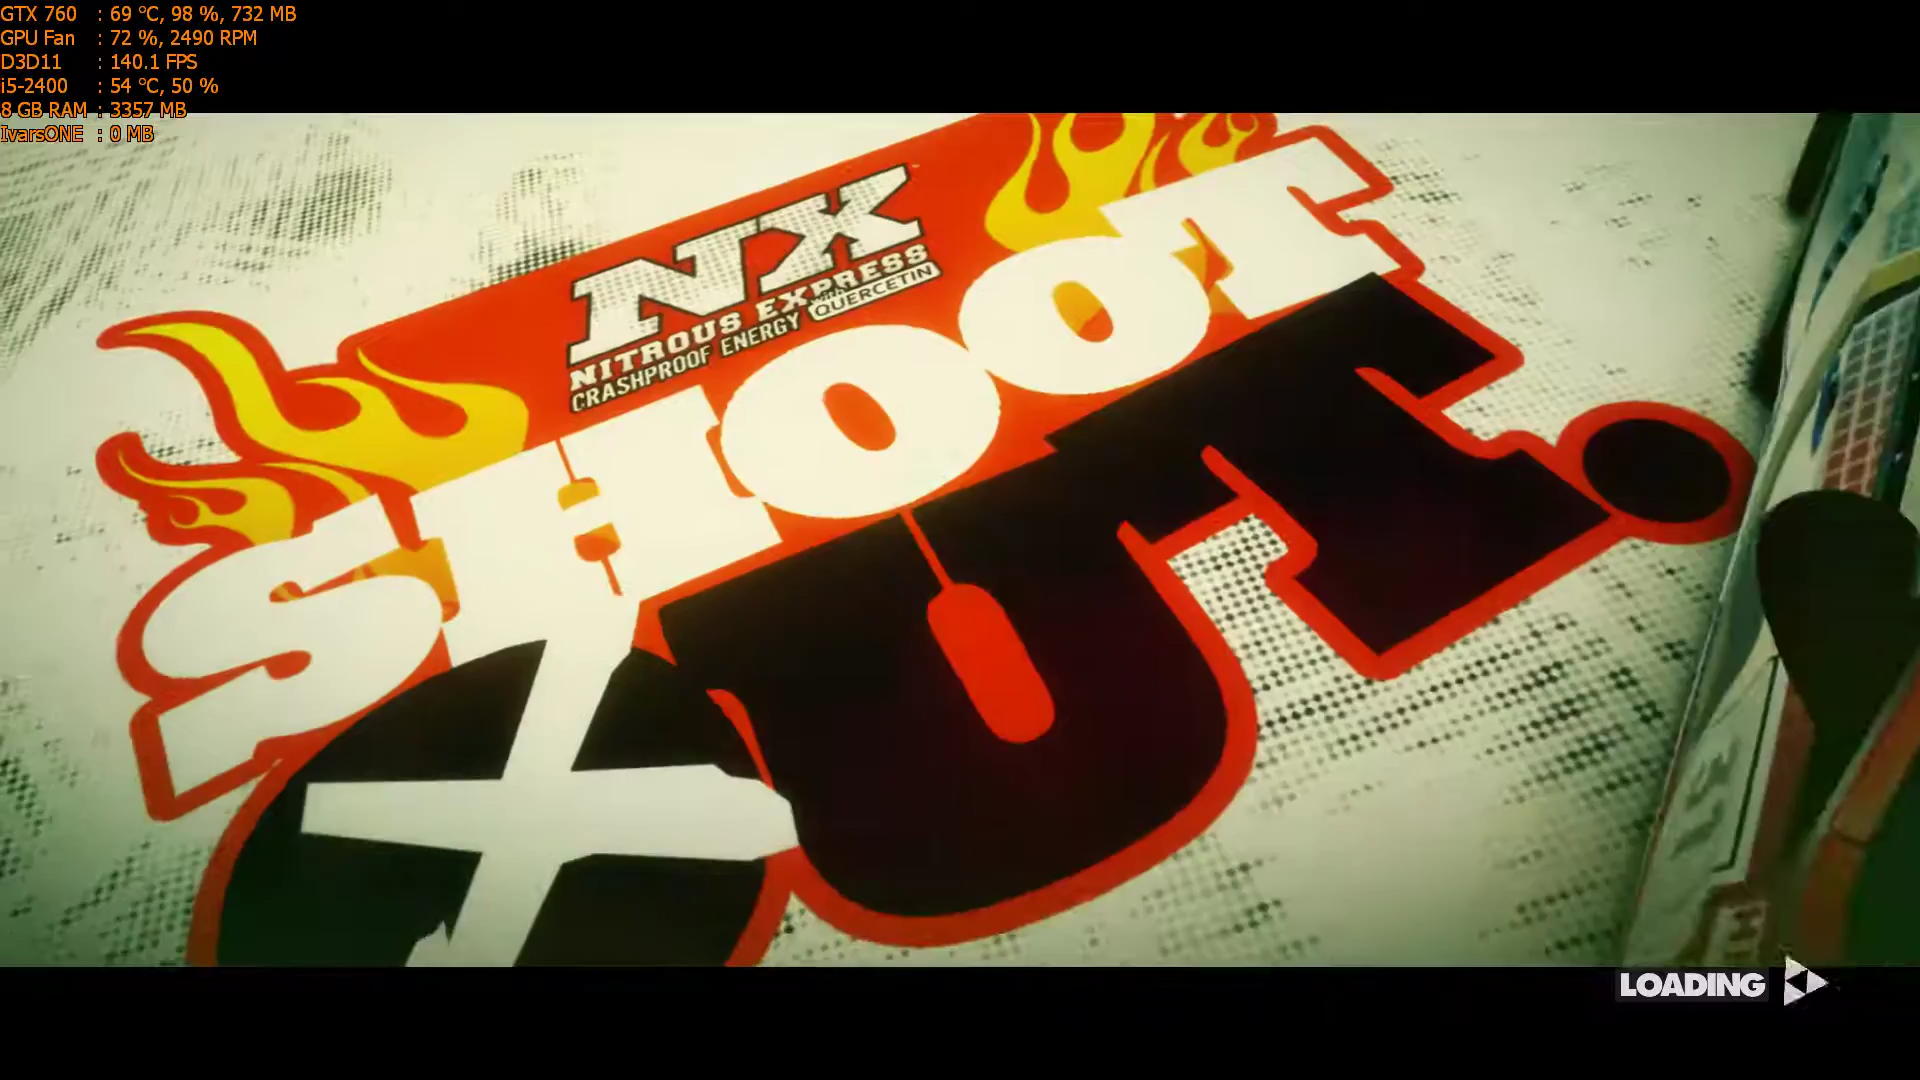 GTX 760 : 69 °C, 98 %, 732 MB
GPU Fan : 72 %, 2490 RPM
D3D11 : 140.1 FPS
i5-2400 : 54 °C, 50 %
8 GB RAM : 3357 MB
IvarsONE : 0 MB
NX
NITROUS EXPRESS
CRASHPROOF ENERGY with QUERCETIN
SHOOT
OUT.
LOADING